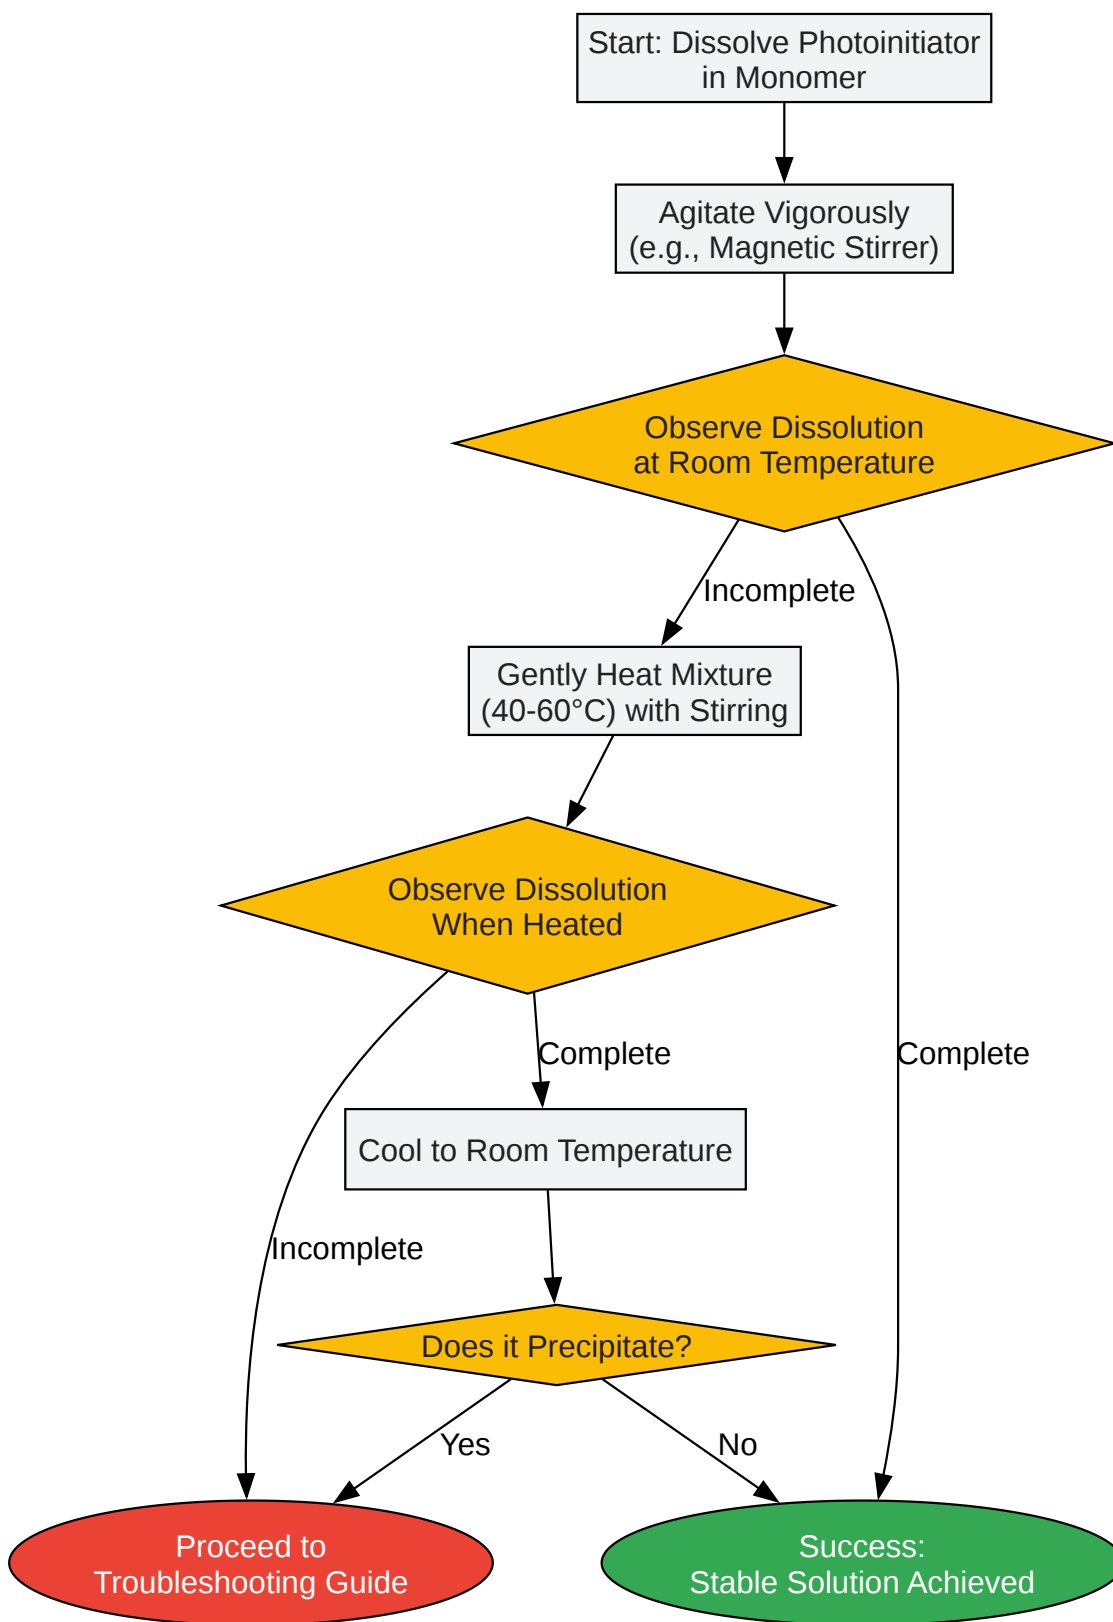 Start: Dissolve Photoinitiator
in Monomer
Agitate Vigorously
(e.g., Magnetic Stirrer)
Observe Dissolution
at Room Temperature
Incomplete
Gently Heat Mixture
(40-60°C) with Stirring
Observe Dissolution
When Heated
Complete
Complete
Cool to Room Temperature
Incomplete
Does it Precipitate?
Yes
No
Proceed to
Troubleshooting Guide
Success:
Stable Solution Achieved